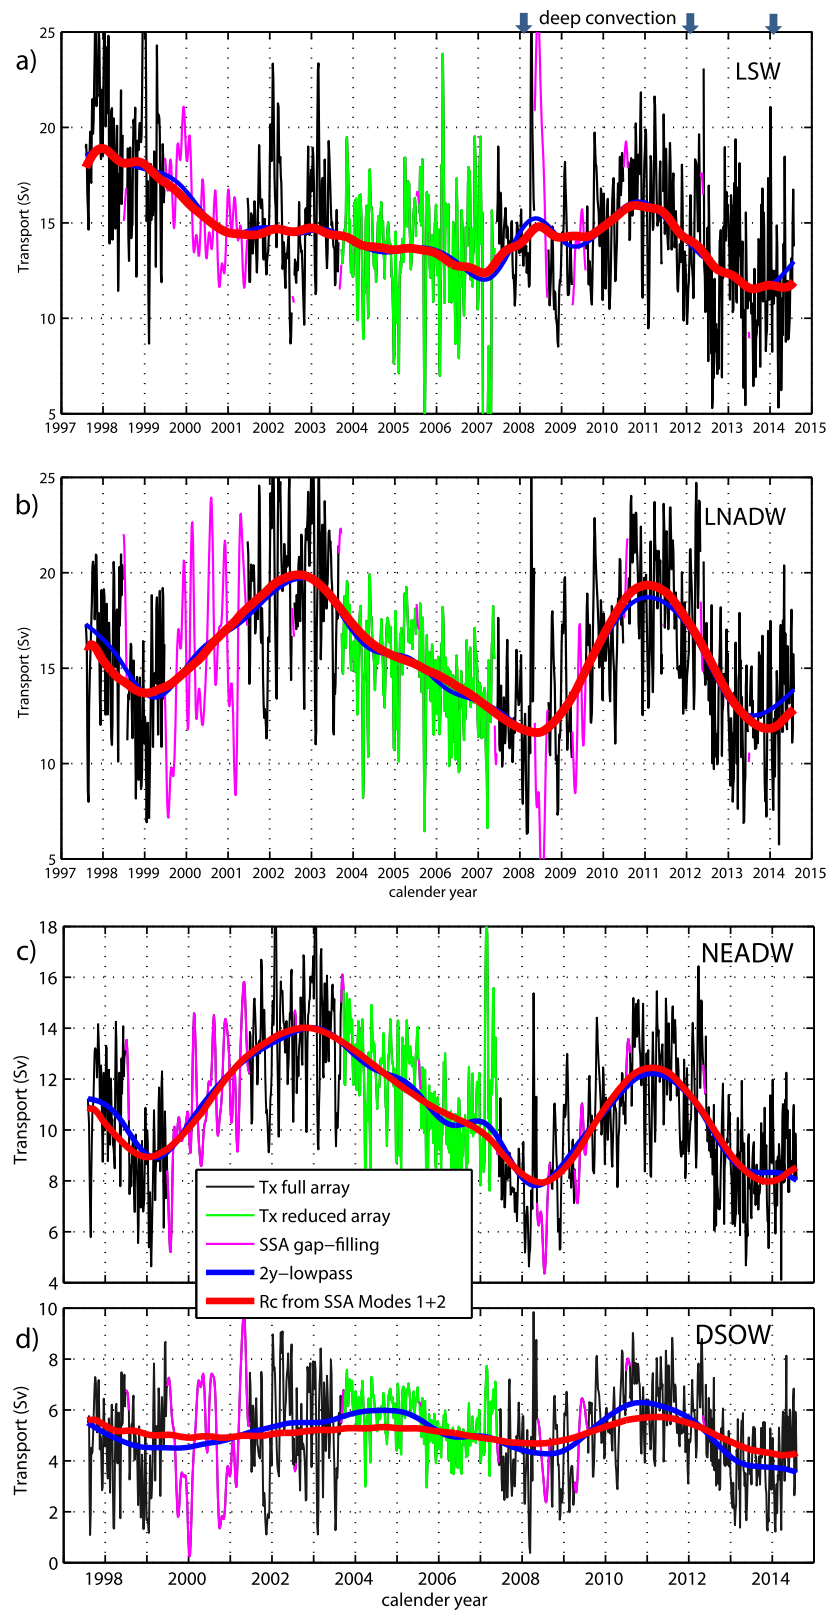 deep convection
a)
LSW
Transport (Sv)
25
20
15
10
5
1997 1998 1999 2000 2001 2002 2003 2004 2005 2006 2007 2008 2009 2010 2011 2012 2013 2014 2015
b)
LNADW
Transport (Sv)
25
20
15
10
5
1997 1998 1999 2000 2001 2002 2003 2004 2005 2006 2007 2008 2009 2010 2011 2012 2013 2014 2015
calender year
c)
NEADW
Transport (Sv)
18
16
14
12
10
8
6
4
Tx full array
Tx reduced array
SSA gap−filling
2y−lowpass
Rc from SSA Modes 1+2
d)
DSOW
Transport (Sv)
10
8
6
4
2
0
1998 2000 2002 2004 2006 2008 2010 2012 2014
calender year